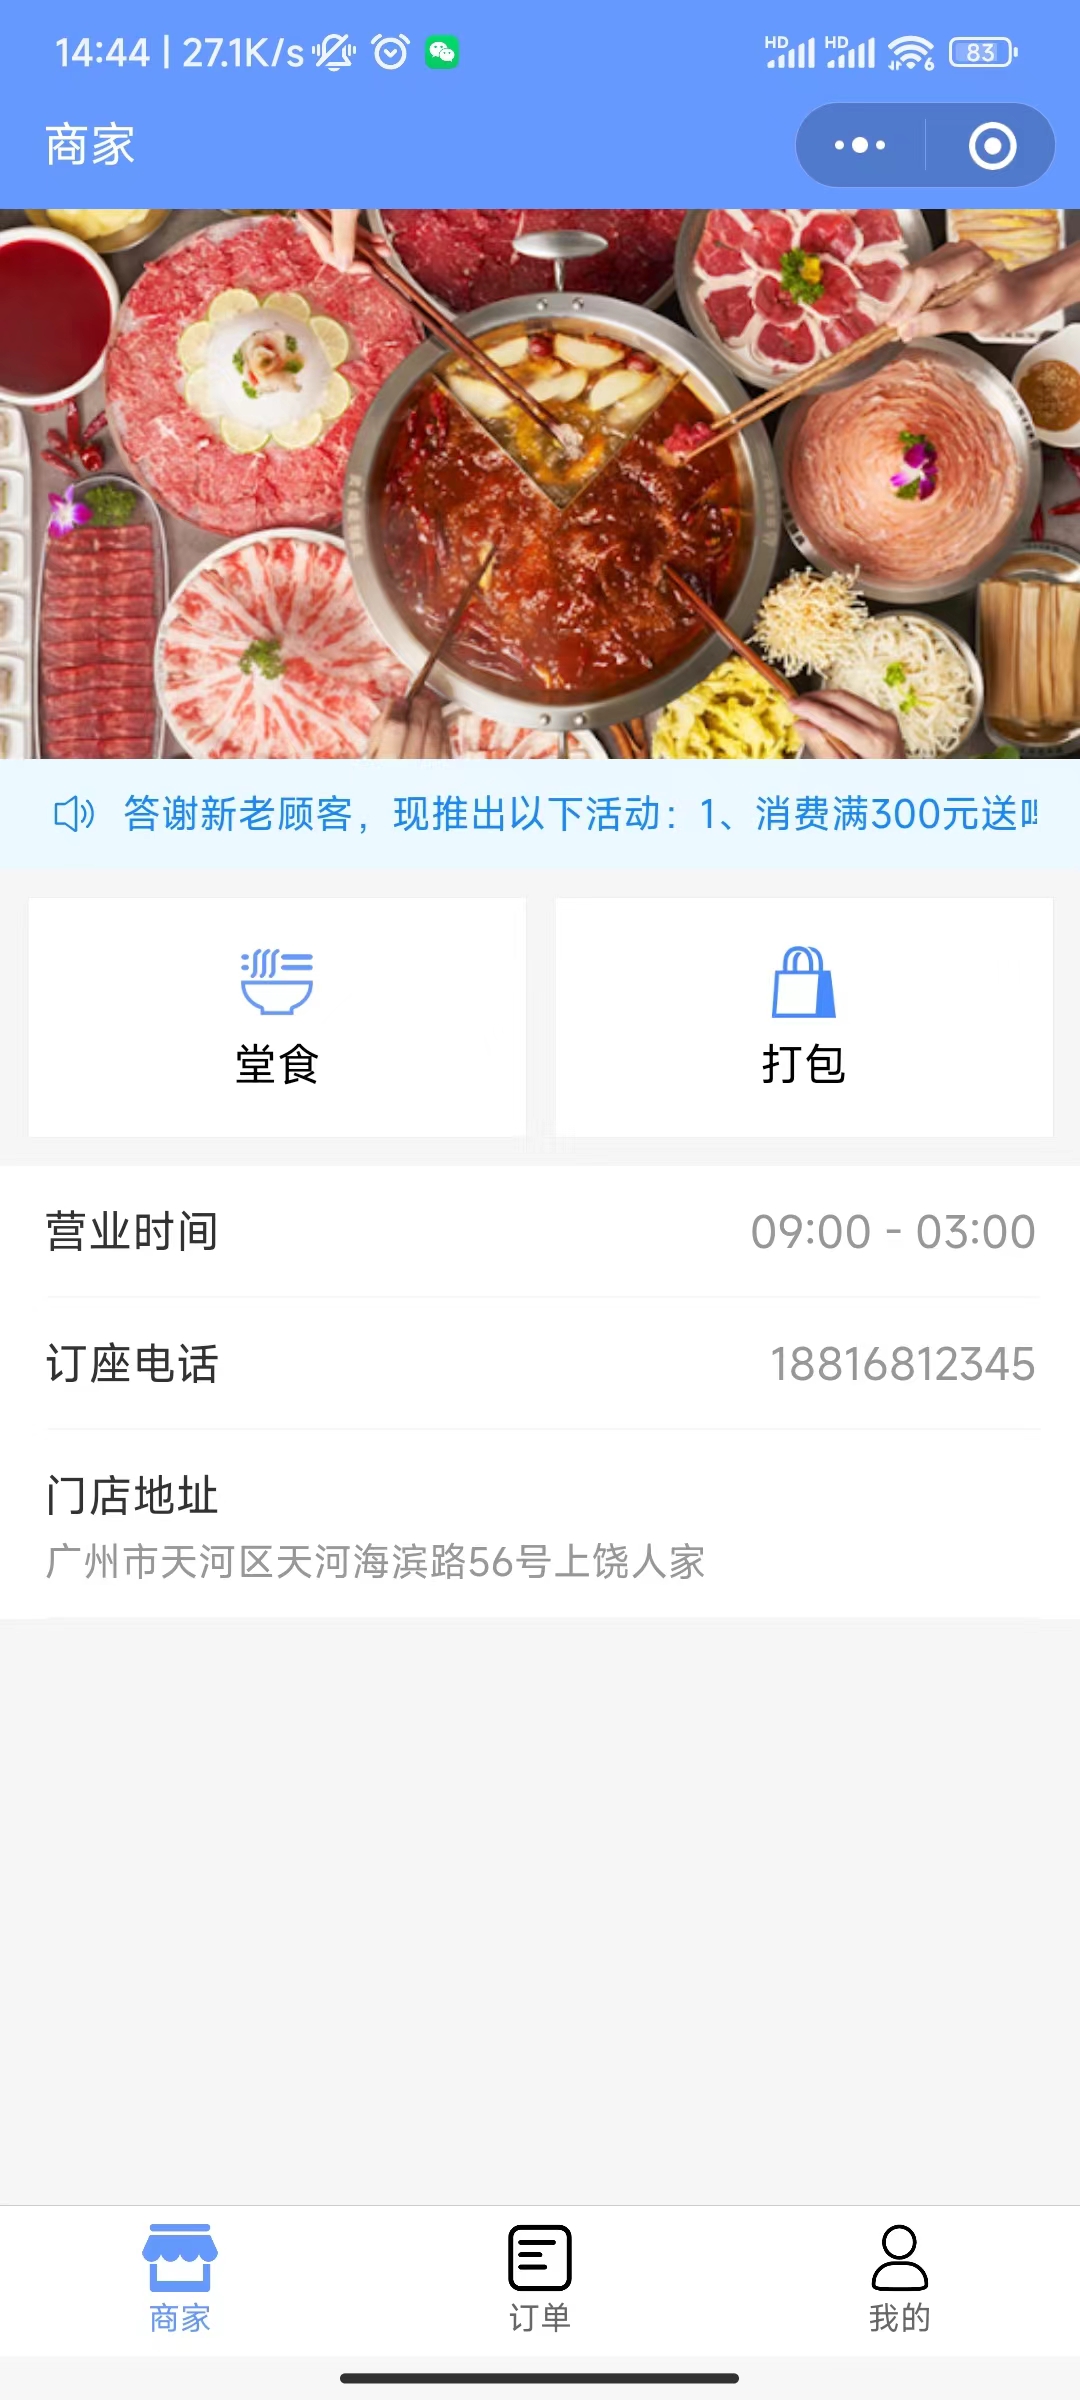 14:44 | 27.1K/s
HD HD 6 83
商家
答谢新老顾客，现推出以下活动：1、消费满300元送
堂食
打包
营业时间
09:00 - 03:00
订座电话
18816812345
门店地址
广州市天河区天河海滨路56号上饶人家
商家
订单
我的